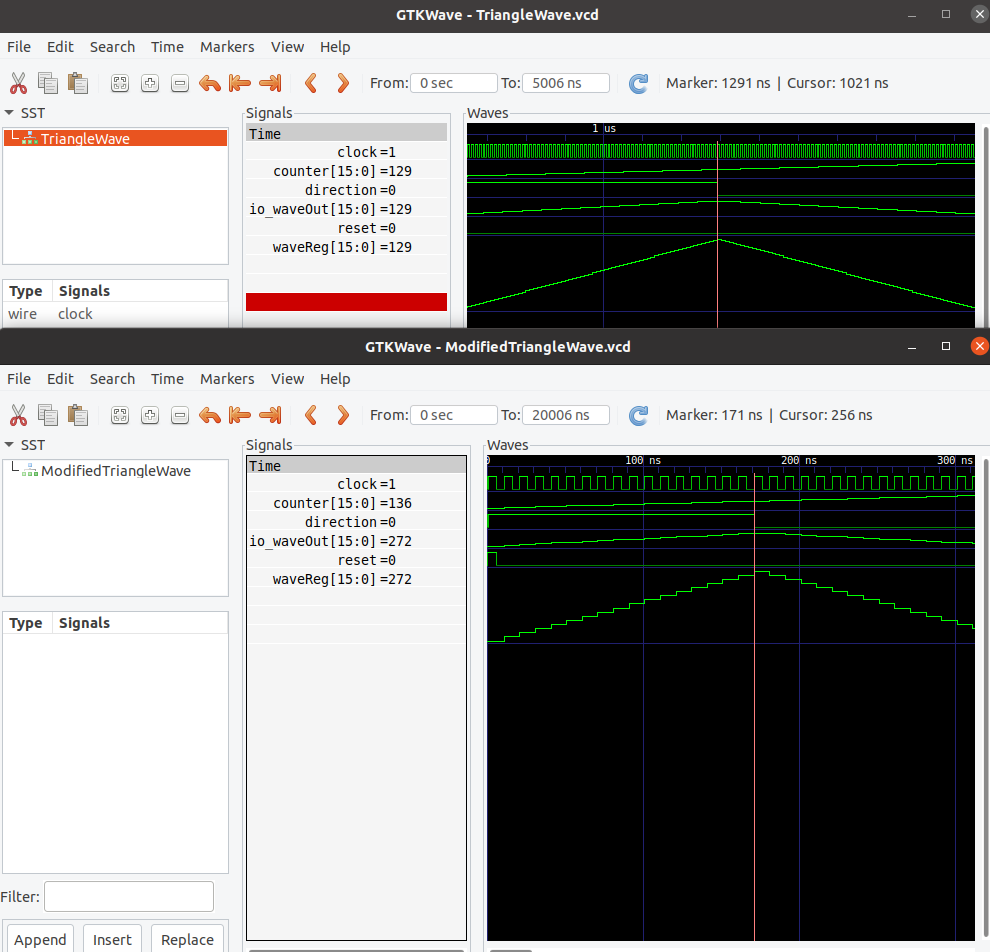 GTKWave - TriangleWave.vcd
File Edit Search Time Markers View Help
From: 0 sec To: 5006 ns Marker: 1291 ns | Cursor: 1021 ns
SST
TriangleWave
Type Signals
wire clock
Signals
Time
clock=1
counter[15:0]=129
direction=0
io_waveOut[15:0]=129
reset=0
waveReg[15:0]=129
Waves
1 us
GTKWave - ModifiedTriangleWave.vcd
File Edit Search Time Markers View Help
From: 0 sec To: 20006 ns Marker: 171 ns | Cursor: 256 ns
SST
ModifiedTriangleWave
Type Signals
Filter:
Append Insert Replace
Signals
Time
clock=1
counter[15:0]=136
direction=0
io_waveOut[15:0]=272
reset=0
waveReg[15:0]=272
Waves
0 100 ns 200 ns 300 ns